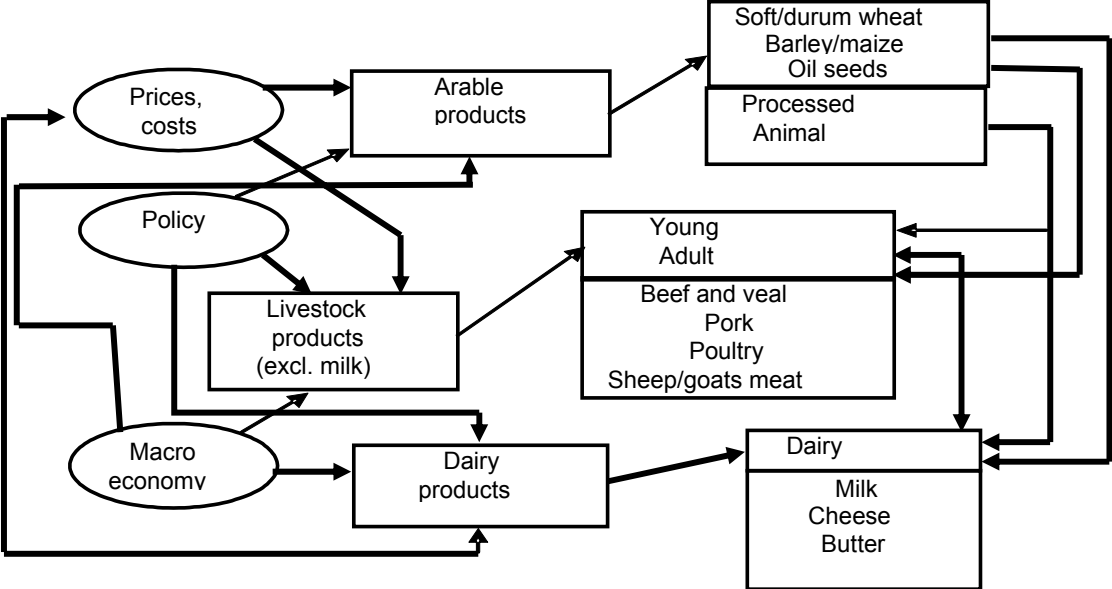 Soft/durum wheat
Barley/maize
Oil seeds
Processed
Animal
Prices,
costs
Arable
products
Policy
Young
Adult
Beef and veal
Pork
Poultry
Sheep/goats meat
Livestock
products
(excl. milk)
Macro
economy
Dairy
products
Dairy
Milk
Cheese
Butter